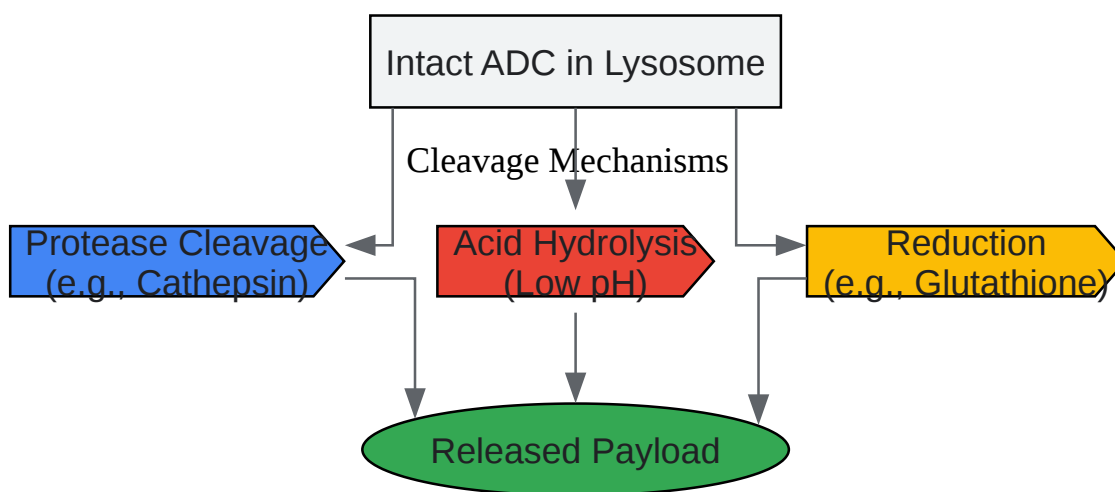 Intact ADC in Lysosome
Cleavage Mechanisms
Protease Cleavage
(e.g., Cathepsin)
Acid Hydrolysis
(Low pH)
Reduction
(e.g., Glutathione)
Released Payload